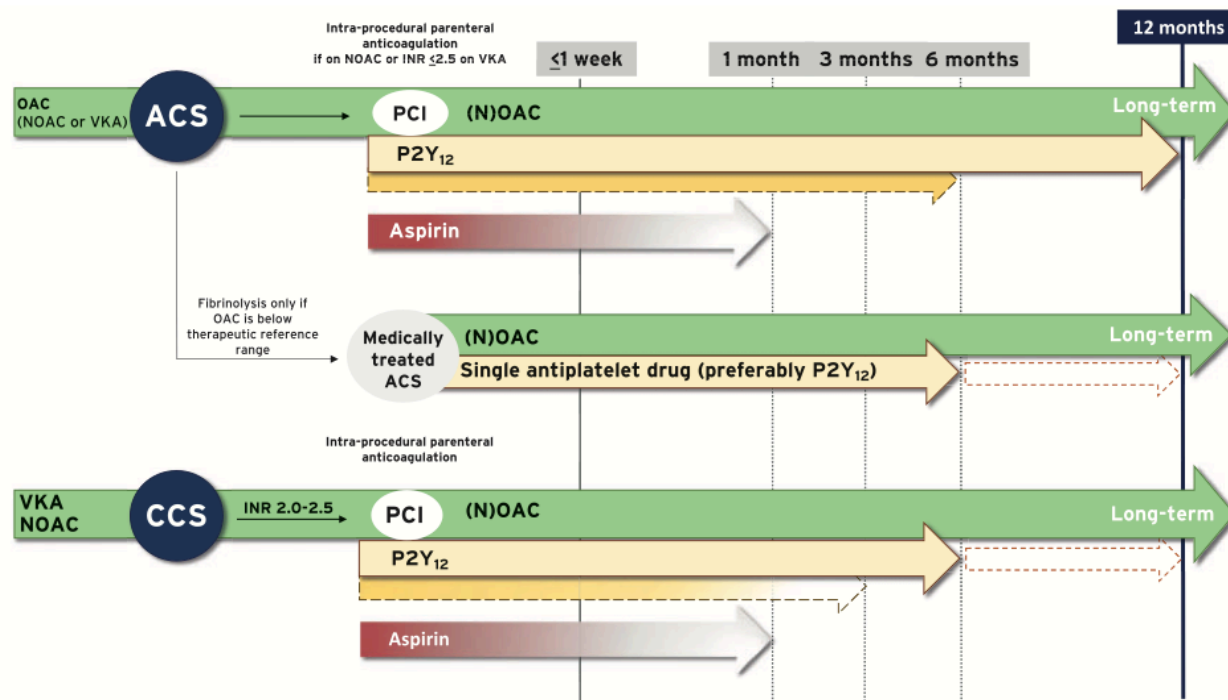 12 months
Intra-procedural parenteral
anticoagulation
if on NOAC or INR ≤2.5 on VKA
≤1 week
1 month
3 months
6 months
OAC
(NOAC or VKA)
ACS
PCI
(N)OAC
Long-term
P2Y₁₂
Aspirin
Fibrinolysis only if
OAC is below
therapeutic reference
range
Medically
treated
ACS
(N)OAC
Long-term
Single antiplatelet drug (preferably P2Y₁₂)
Intra-procedural parenteral
anticoagulation
VKA
NOAC
CCS
INR 2.0-2.5
PCI
(N)OAC
Long-term
P2Y₁₂
Aspirin